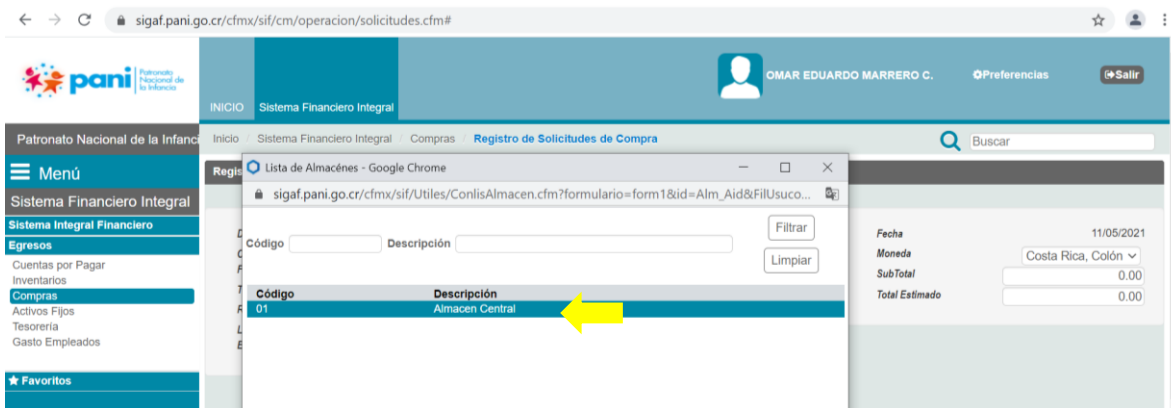 sigaf.pani.go.cr/cfmx/sif/cm/operacion/solicitudes.cfm#
pani Patronato Nacional de la Infancia
INICIO Sistema Financiero Integral
OMAR EDUARDO MARRERO C. Preferencias Salir
Patronato Nacional de la Infanci
Inicio / Sistema Financiero Integral / Compras / Registro de Solicitudes de Compra
Buscar
Menú
Sistema Financiero Integral
Sistema Integral Financiero
Egresos
Cuentas por Pagar
Inventarios
Compras
Activos Fijos
Tesorería
Gasto Empleados
Favoritos
Regis
Lista de Almacénes - Google Chrome
sigaf.pani.go.cr/cfmx/sif/Utiles/ConlisAlmacen.cfm?formulario=form1&id=Alm_Aid&FilUsuco...
Código Descripción
Filtrar
Limpiar
Código Descripción
01 Almacen Central
Fecha 11/05/2021
Moneda Costa Rica, Colón
SubTotal 0.00
Total Estimado 0.00